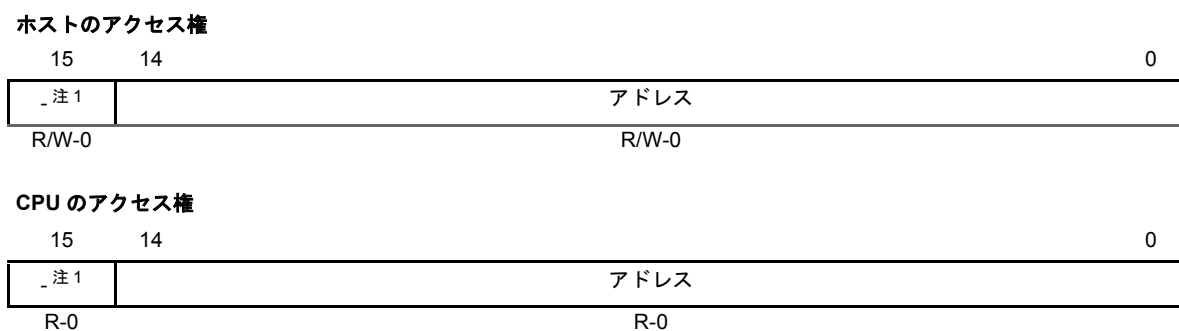 ホストのアクセス権
15 14 0
_ 注 1 アドレス
R/W-0 R/W-0
CPU のアクセス権
15 14 0
_ 注 1 アドレス
R-0 R-0